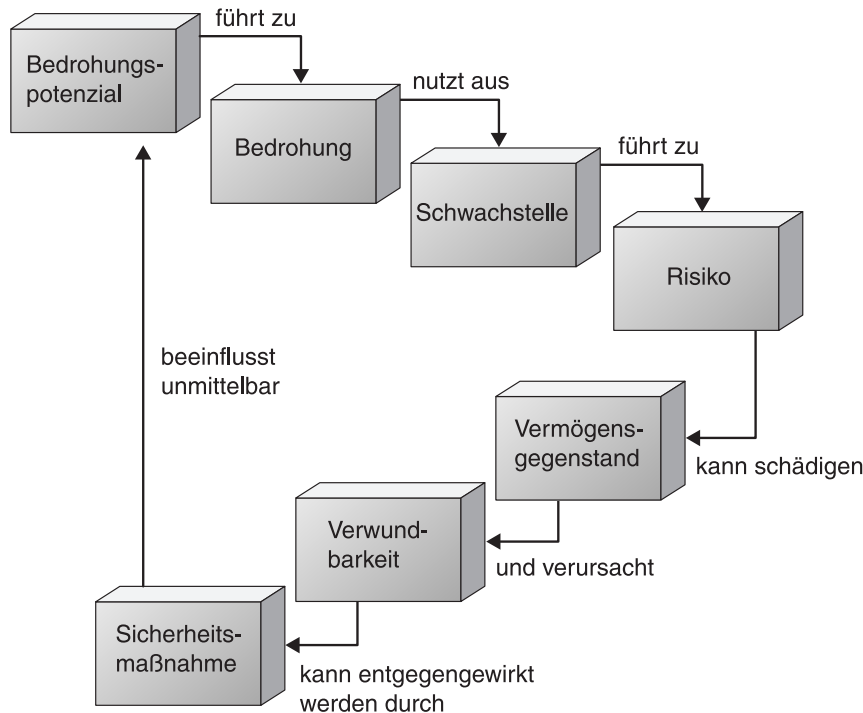 führt zu
Bedrohungs-
potenzial
nutzt aus
Bedrohung
führt zu
Schwachstelle
Risiko
beeinflusst
unmittelbar
Vermögens-
gegenstand
kann schädigen
Verwund-
barkeit
und verursacht
Sicherheits-
maßnahme
kann entgegengewirkt
werden durch